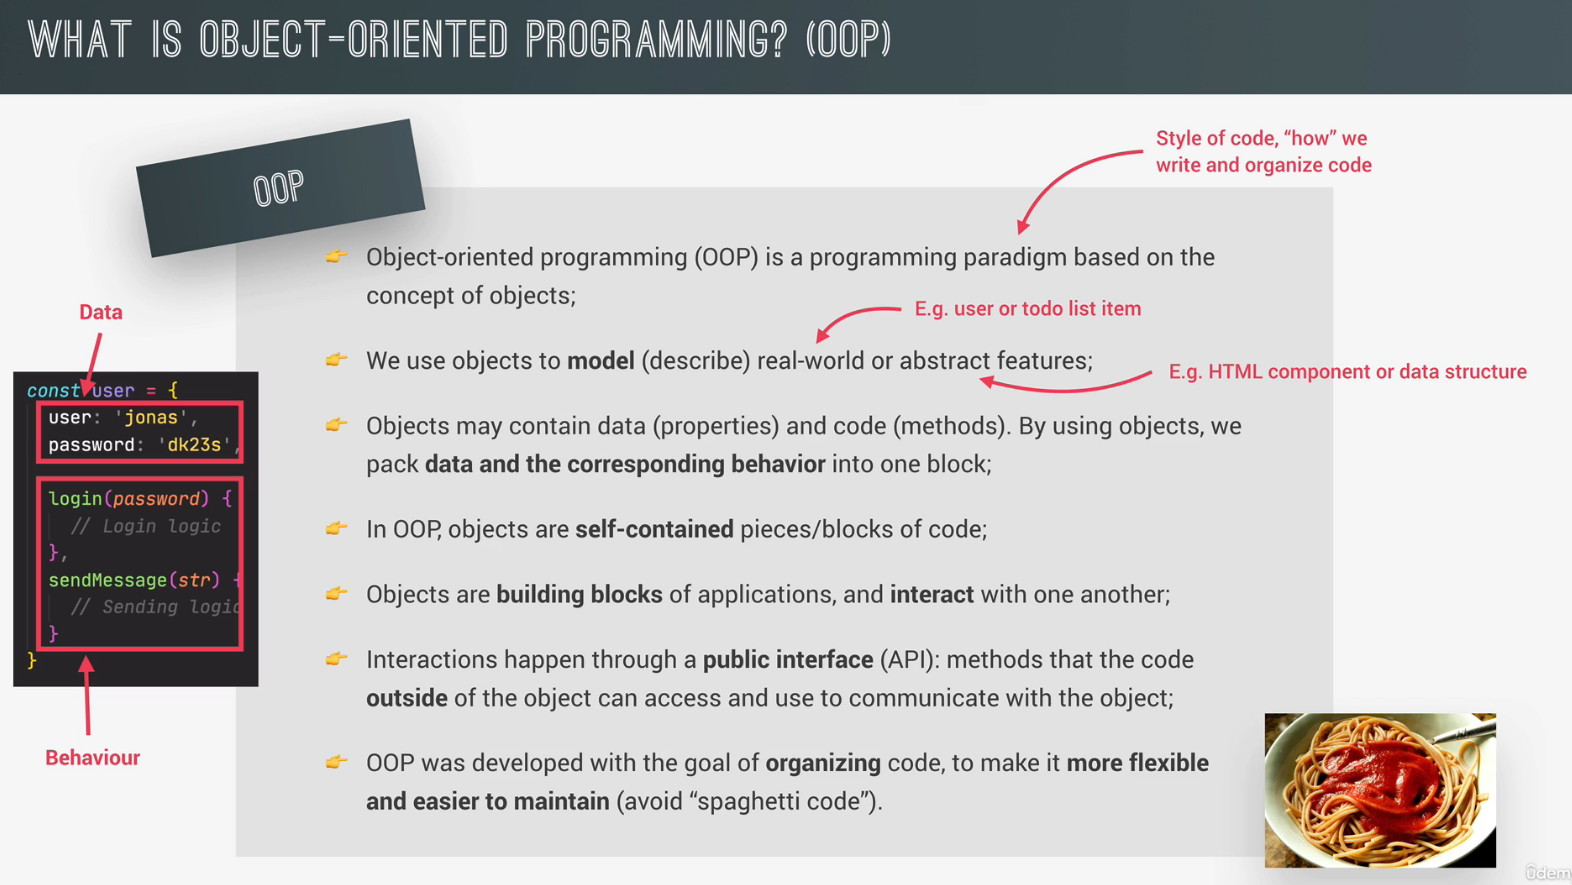 WHAT IS OBJECT-ORIENTED PROGRAMMING? (OOP)
OOP
Style of code, “how” we
write and organize code
Object-oriented programming (OOP) is a programming paradigm based on the
concept of objects;
E.g. user or todo list item
We use objects to model (describe) real-world or abstract features;
E.g. HTML component or data structure
Objects may contain data (properties) and code (methods). By using objects, we
pack data and the corresponding behavior into one block;
In OOP, objects are self-contained pieces/blocks of code;
Objects are building blocks of applications, and interact with one another;
Interactions happen through a public interface (API): methods that the code
outside of the object can access and use to communicate with the object;
OOP was developed with the goal of organizing code, to make it more flexible
and easier to maintain (avoid “spaghetti code”).
Data
const user = {
user: 'jonas',
password: 'dk23s',
login(password) {
// Login logic
},
sendMessage(str) {
// Sending logic
}
}
Behaviour